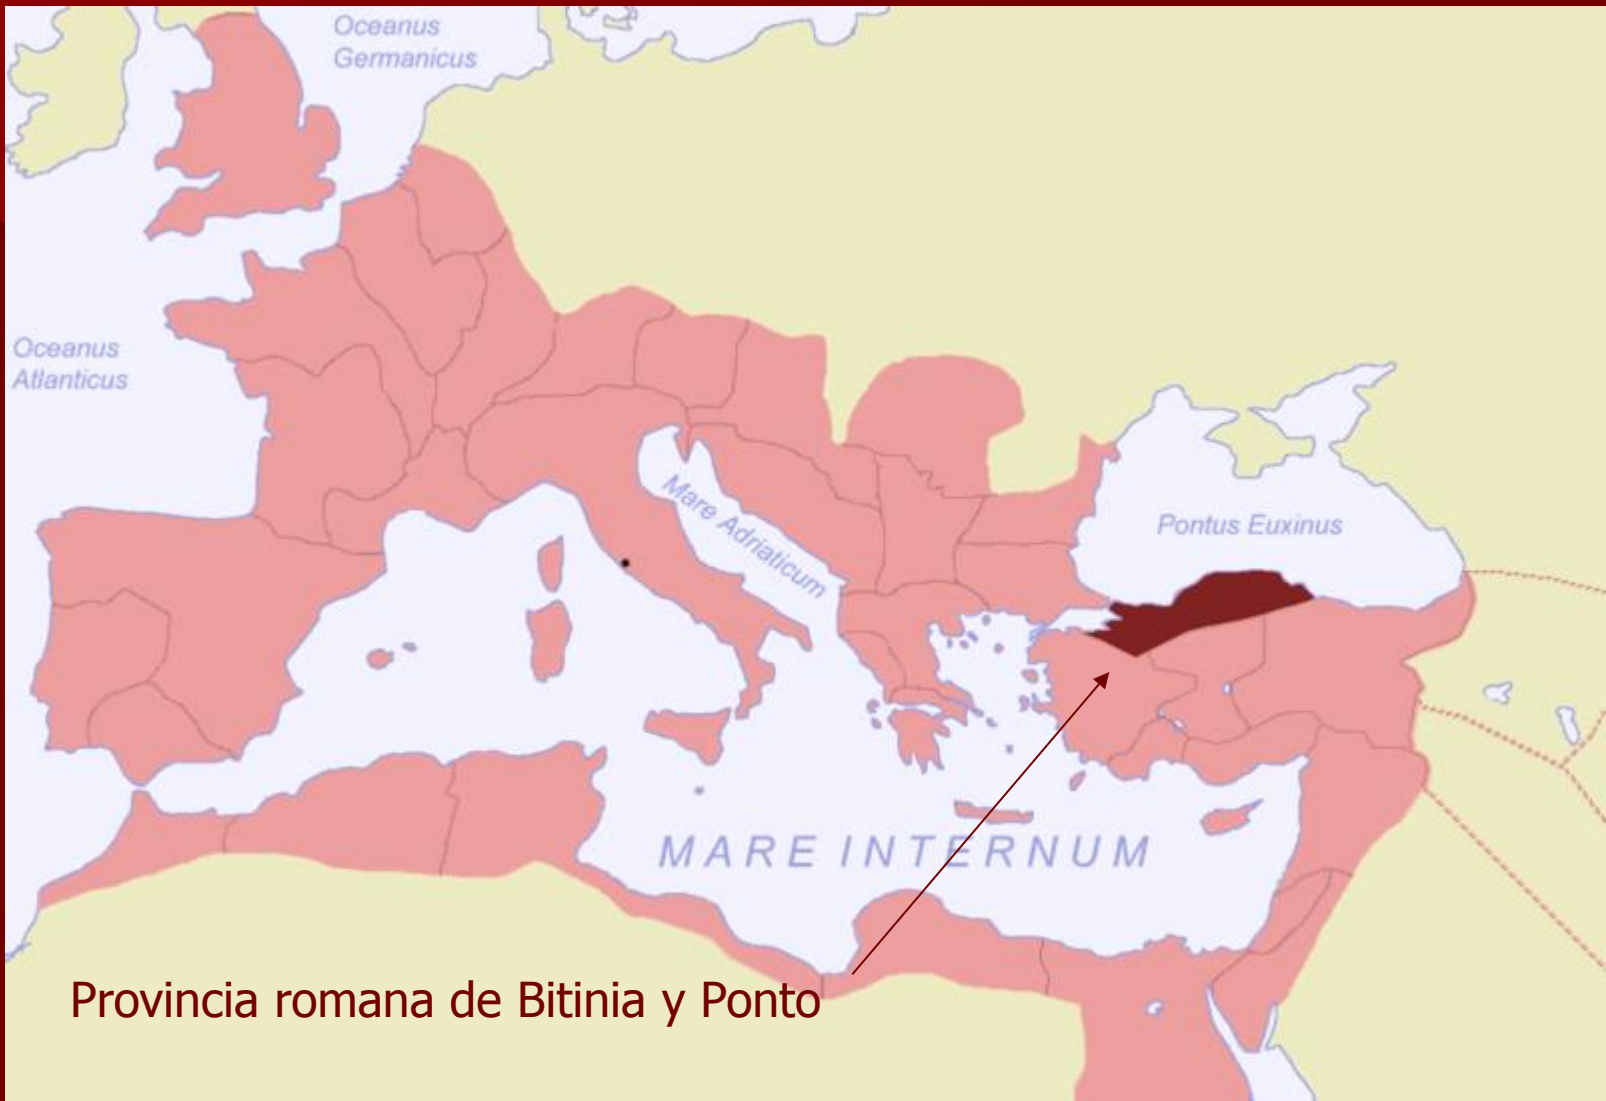 Oceanus
Germanicus
Oceanus
Atlanticus
Mare Adriaticum
Pontus Euxinus
MARE INTERNUM
Provincia romana de Bitinia y Ponto